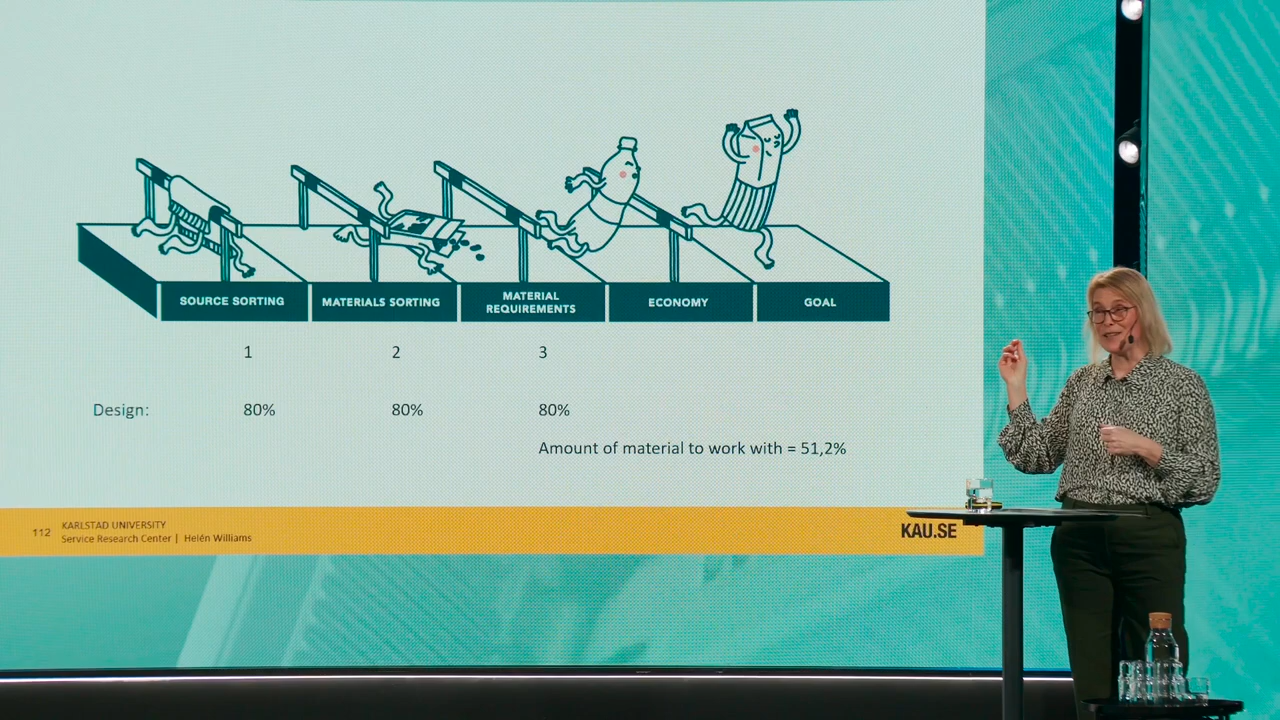 SOURCE SORTING
MATERIALS SORTING
MATERIAL
REQUIREMENTS
ECONOMY
GOAL
1 2 3
Design: 80% 80% 80%
Amount of material to work with = 51,2%
112
KARLSTAD UNIVERSITY
Service Research Center | Helén Williams
KAU.SE